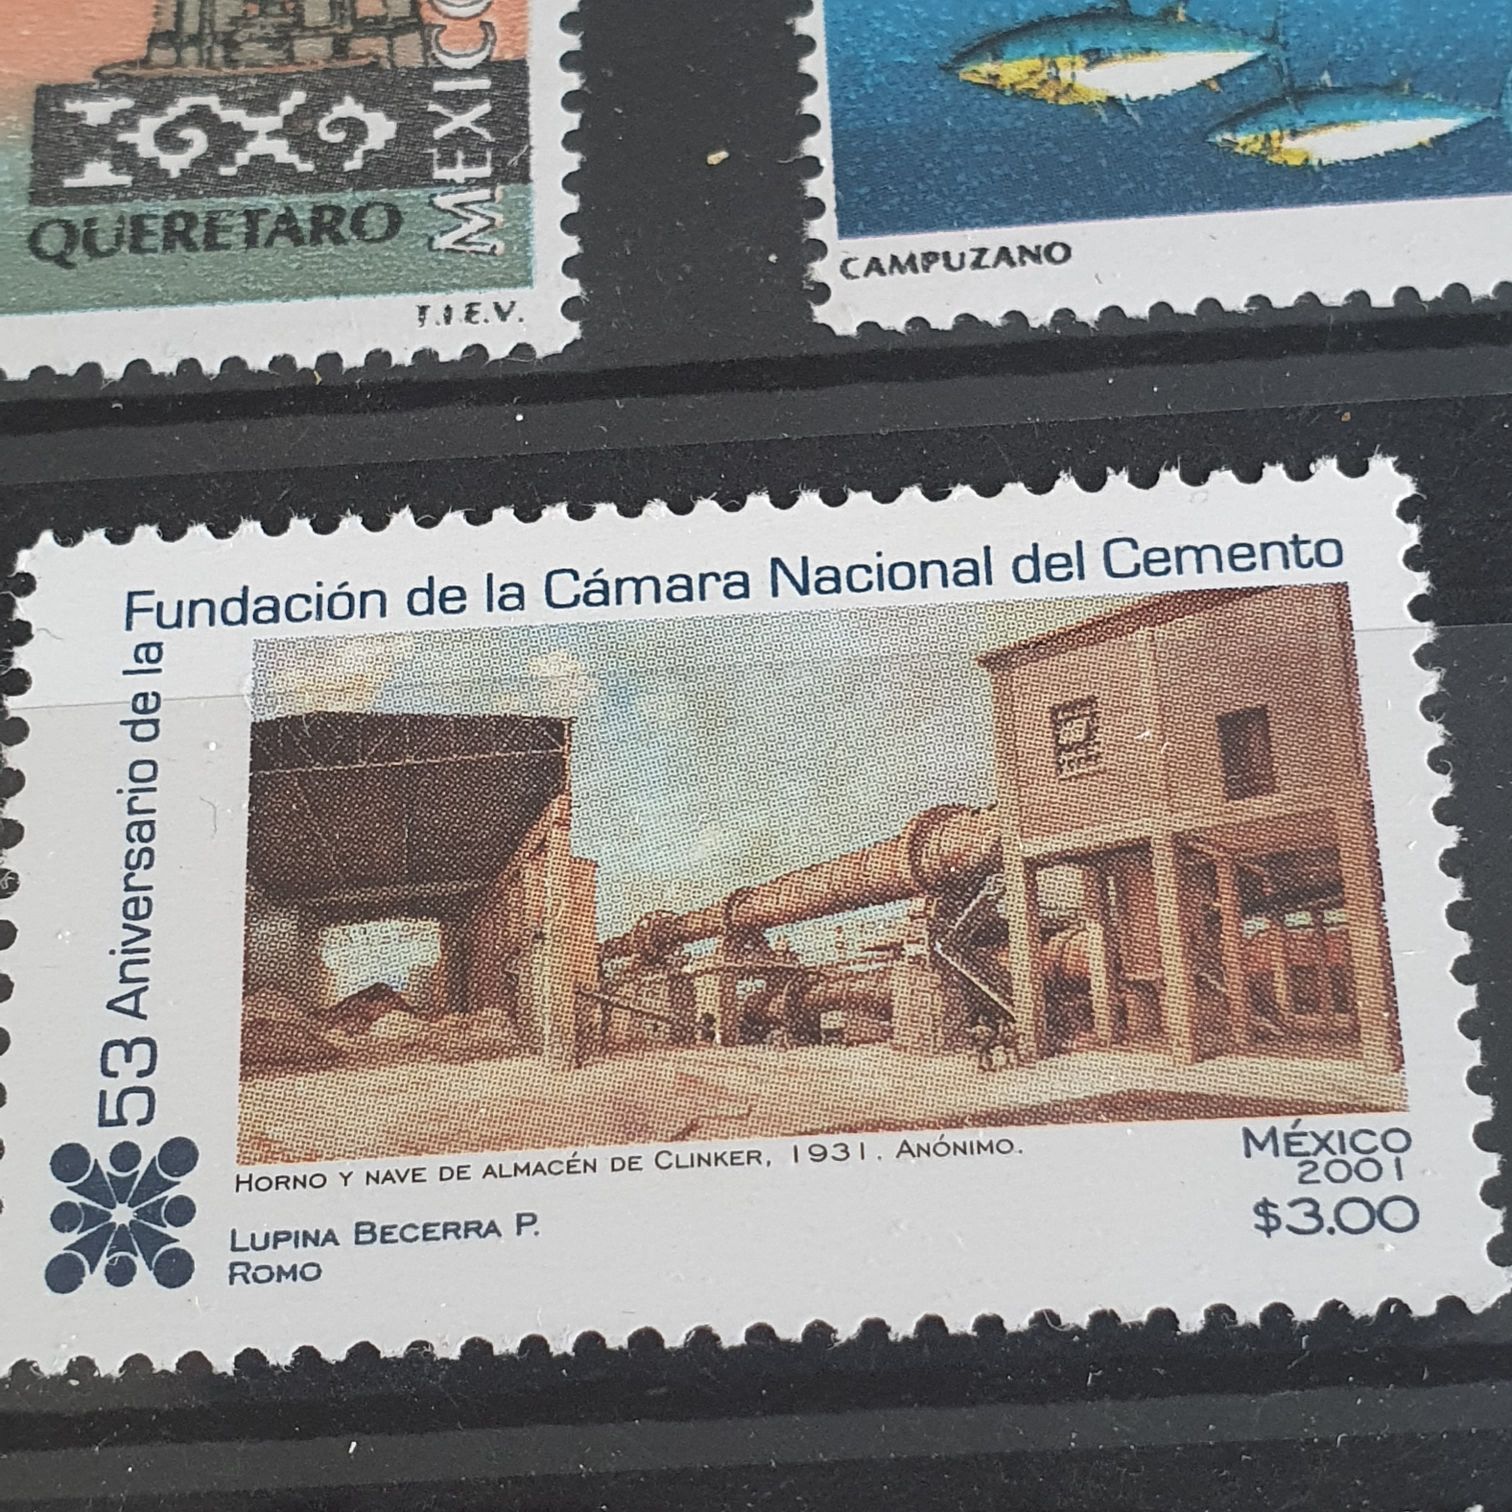 MÉXICO
QUERETARO
T.I.E.V.
CAMPUZANO
53 Aniversario de la
Fundación de la Cámara Nacional del Cemento
HORNO Y NAVE DE ALMACÉN DE CLINKER, 1931. ANÓNIMO.
LUPINA BECERRA P.
ROMO
MÉXICO
2001
$3.00